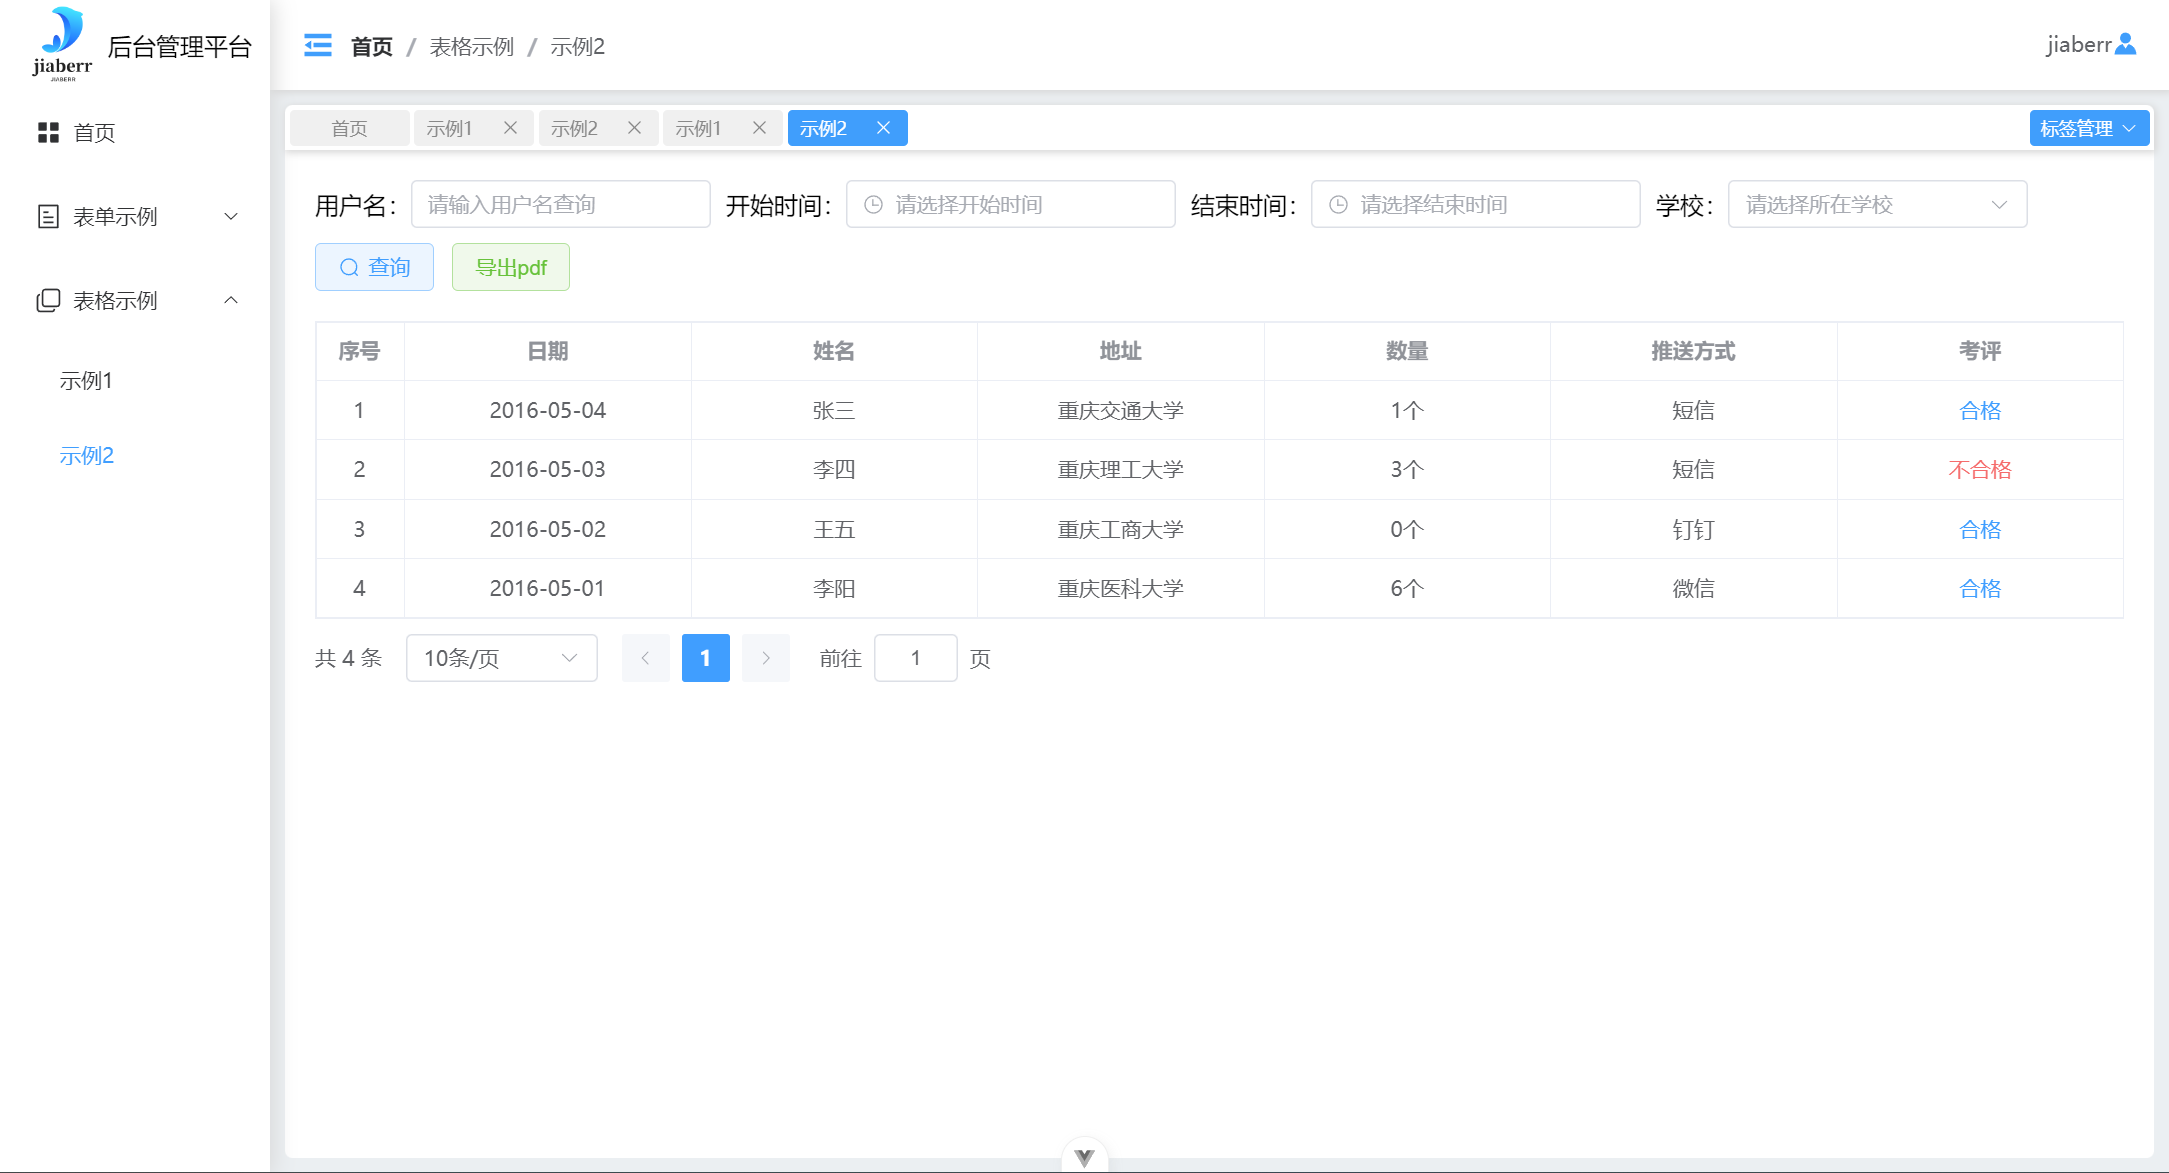 jiaberr
JIABERR
后台管理平台
首页
表单示例
表格示例
示例1
示例2
首页 / 表格示例 / 示例2
jiaberr
首页 示例1 示例2 示例1 示例2 标签管理
用户名： 请输入用户名查询 开始时间： 请选择开始时间 结束时间： 请选择结束时间 学校： 请选择所在学校
查询 导出pdf
序号 日期 姓名 地址 数量 推送方式 考评
1 2016-05-04 张三 重庆交通大学 1个 短信 合格
2 2016-05-03 李四 重庆理工大学 3个 短信 不合格
3 2016-05-02 王五 重庆工商大学 0个 钉钉 合格
4 2016-05-01 李阳 重庆医科大学 6个 微信 合格
共 4 条 10条/页 1 前往 1 页